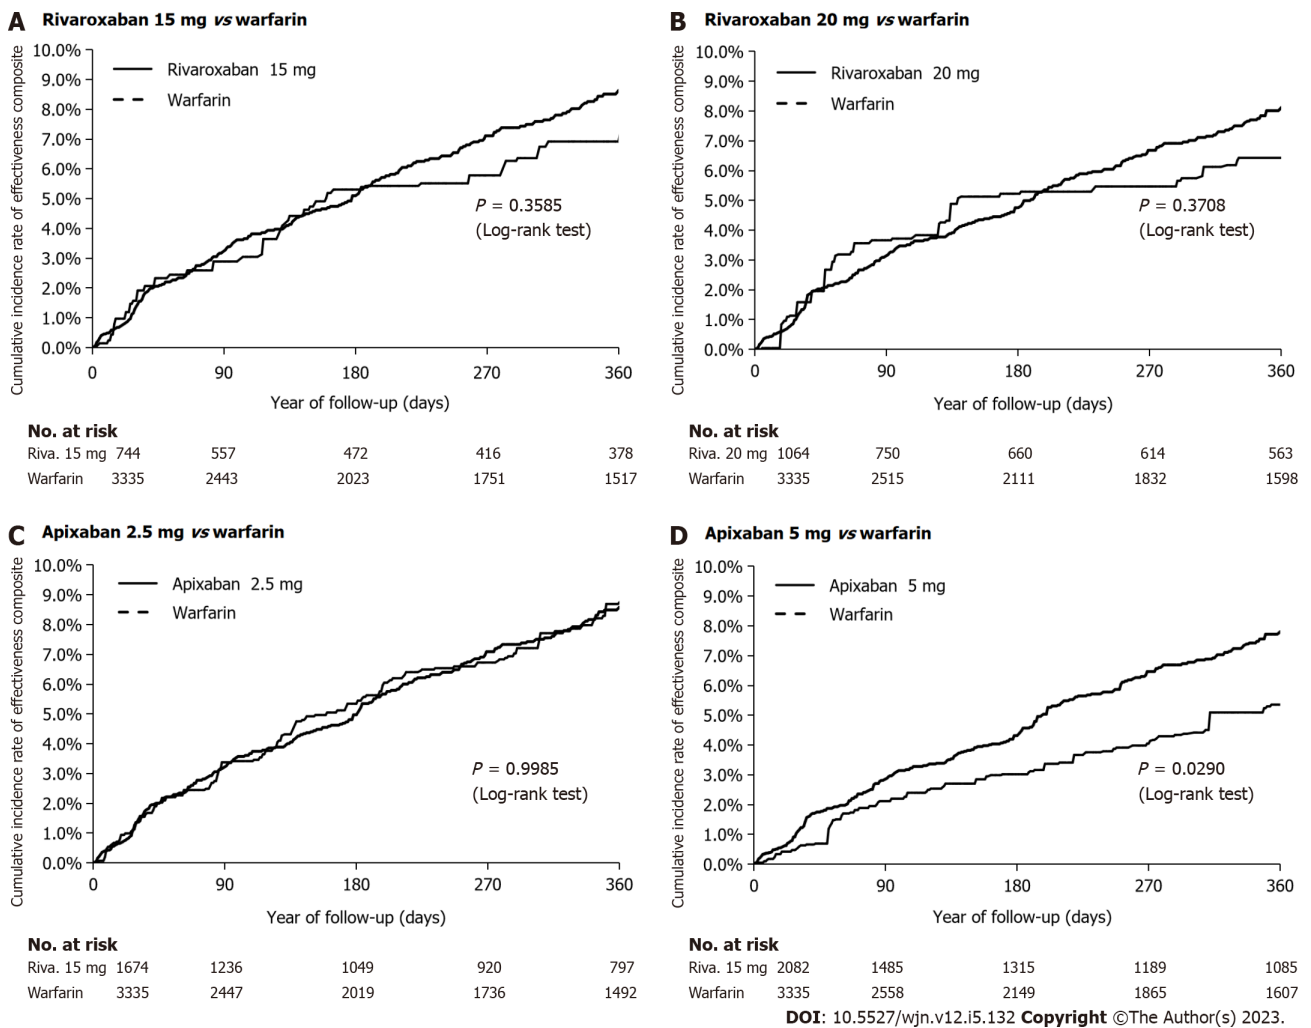 A Rivaroxaban 15 mg vs warfarin
Cumulative incidence rate of effectiveness composite
10.0%
9.0%
8.0%
7.0%
6.0%
5.0%
4.0%
3.0%
2.0%
1.0%
0.0%
Rivaroxaban 15 mg
Warfarin
P = 0.3585
(Log-rank test)
0 90 180 270 360
Year of follow-up (days)
No. at risk
Riva. 15 mg 744 557 472 416 378
Warfarin 3335 2443 2023 1751 1517
B Rivaroxaban 20 mg vs warfarin
Cumulative incidence rate of effectiveness composite
10.0%
9.0%
8.0%
7.0%
6.0%
5.0%
4.0%
3.0%
2.0%
1.0%
0.0%
Rivaroxaban 20 mg
Warfarin
P = 0.3708
(Log-rank test)
0 90 180 270 360
Year of follow-up (days)
No. at risk
Riva. 20 mg 1064 750 660 614 563
Warfarin 3335 2515 2111 1832 1598
C Apixaban 2.5 mg vs warfarin
Cumulative incidence rate of effectiveness composite
10.0%
9.0%
8.0%
7.0%
6.0%
5.0%
4.0%
3.0%
2.0%
1.0%
0.0%
Apixaban 2.5 mg
Warfarin
P = 0.9985
(Log-rank test)
0 90 180 270 360
Year of follow-up (days)
No. at risk
Riva. 15 mg 1674 1236 1049 920 797
Warfarin 3335 2447 2019 1736 1492
D Apixaban 5 mg vs warfarin
Cumulative incidence rate of effectiveness composite
10.0%
9.0%
8.0%
7.0%
6.0%
5.0%
4.0%
3.0%
2.0%
1.0%
0.0%
Apixaban 5 mg
Warfarin
P = 0.0290
(Log-rank test)
0 90 180 270 360
Year of follow-up (days)
No. at risk
Riva. 15 mg 2082 1485 1315 1189 1085
Warfarin 3335 2558 2149 1865 1607
DOI: 10.5527/wjn.v12.i5.132 Copyright ©The Author(s) 2023.